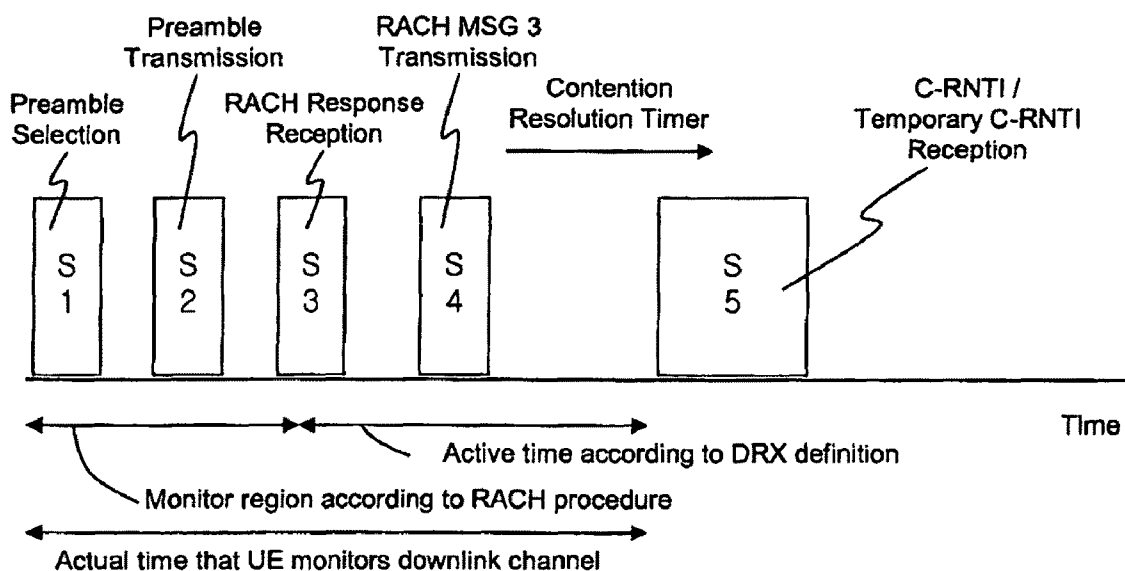 Preamble
Transmission
RACH MSG 3
Transmission
Preamble
Selection
RACH Response
Reception
Contention
Resolution Timer
C-RNTI /
Temporary C-RNTI
Reception
S
1
S
2
S
3
S
4
S
5
Time
Active time according to DRX definition
Monitor region according to RACH procedure
Actual time that UE monitors downlink channel